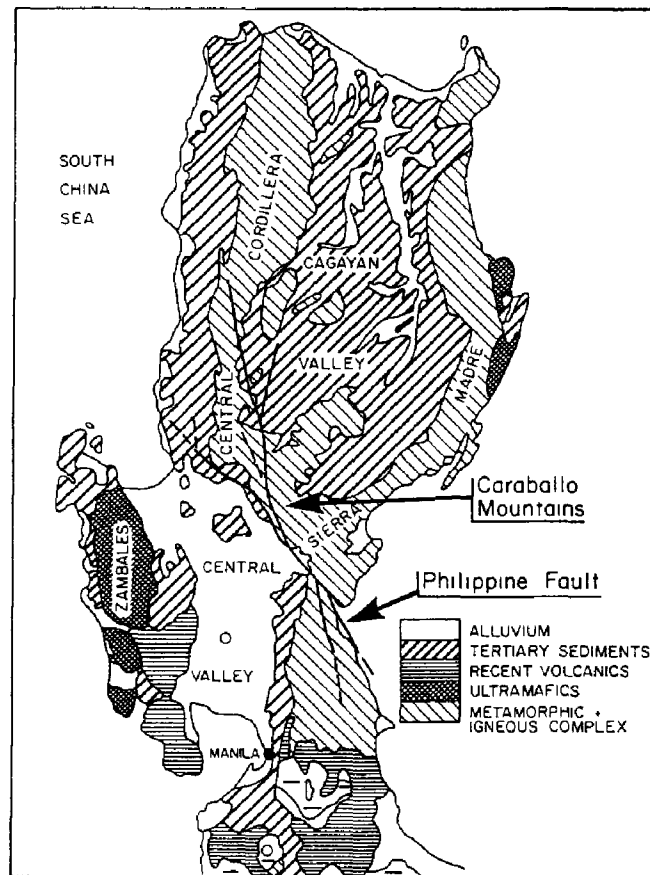 SOUTH
CHINA
SEA
CORDILLERA
CAGAYAN
VALLEY
CENTRAL
MADRE
SIERRA
Caraballo
Mountains
ZAMBALES
CENTRAL
VALLEY
Philippine Fault
MANILA
ALLUVIUM
TERTIARY SEDIMENTS
RECENT VOLCANICS
ULTRAMAFICS
METAMORPHIC +
IGNEOUS COMPLEX